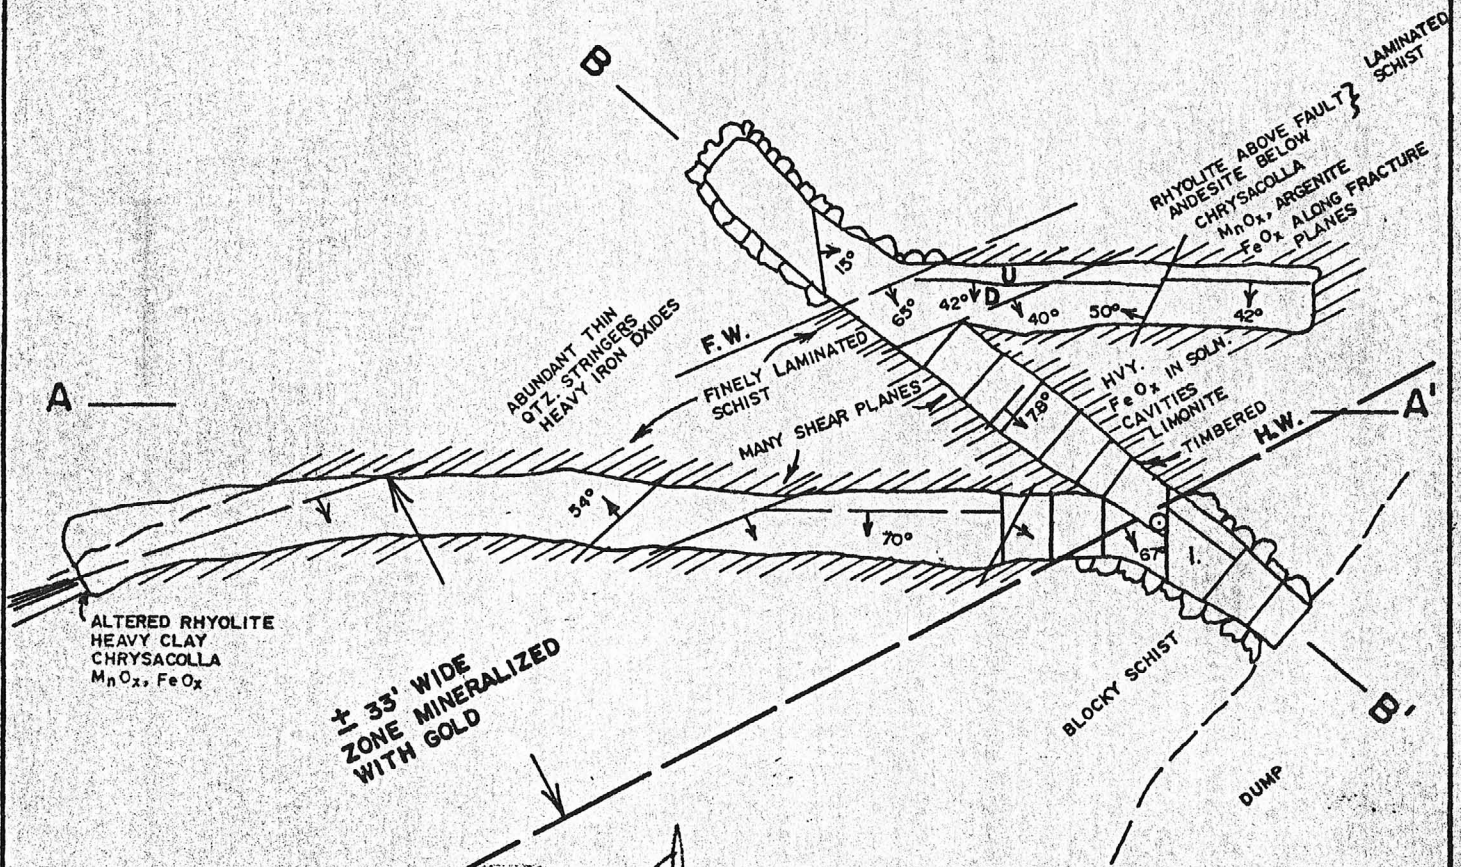 B
LAMINATED
SCHIST
RHYOLITE ABOVE FAULT }
ANDESITE BELOW
CHRYSACOLLA
MnOx, ARGENITE
FeOx ALONG FRACTURE
PLANES
15°
U
D
65°
42°
40°
50°
42°
F.W.
ABUNDANT THIN
QTZ. STRINGERS
HEAVY IRON OXIDES
FINELY LAMINATED
SCHIST
MANY SHEAR PLANES
HVY.
FeOx IN SOLN.
CAVITIES
LIMONITE
TIMBERED
78°
H.W.
A
A'
54°
70°
67°
1.
ALTERED RHYOLITE
HEAVY CLAY
CHRYSACOLLA
MnOx, FeOx
± 33' WIDE
ZONE MINERALIZED
WITH GOLD
BLOCKY SCHIST
B'
DUMP